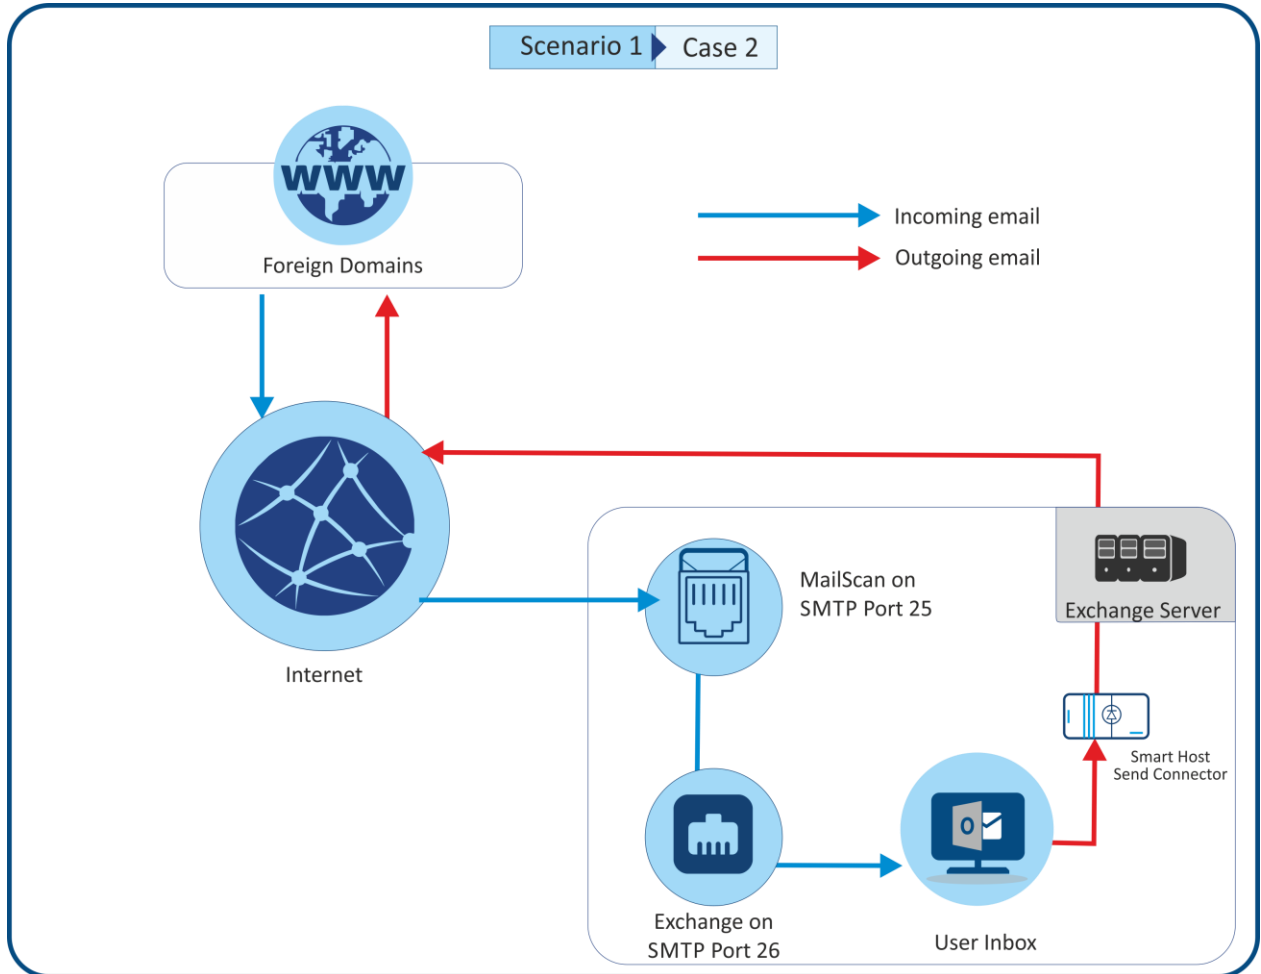 Scenario 1
Case 2
WWW
Foreign Domains
Incoming email
Outgoing email
Internet
MailScan on
SMTP Port 25
Exchange Server
Smart Host
Send Connector
O
Exchange on
SMTP Port 26
User Inbox